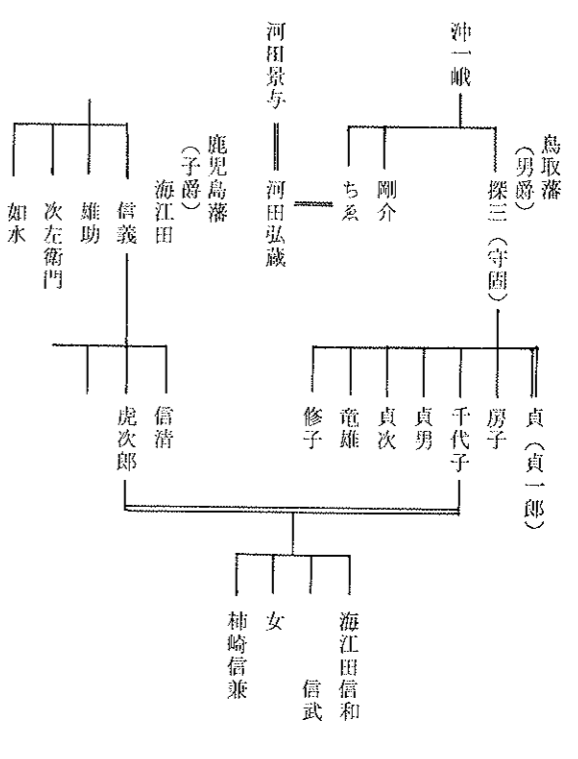 沖一峨
河田景与
鳥取藩
（男爵）
探三（守固）
剛介
ちゑ
河田弘蔵
鹿児島藩
（子爵）
海江田
信義
雄助
次左衛門
如水
貞（貞一郎）
房子
千代子
貞男
貞次
竜雄
修子
信清
虎次郎
海江田信和
信武
女
柿崎信兼